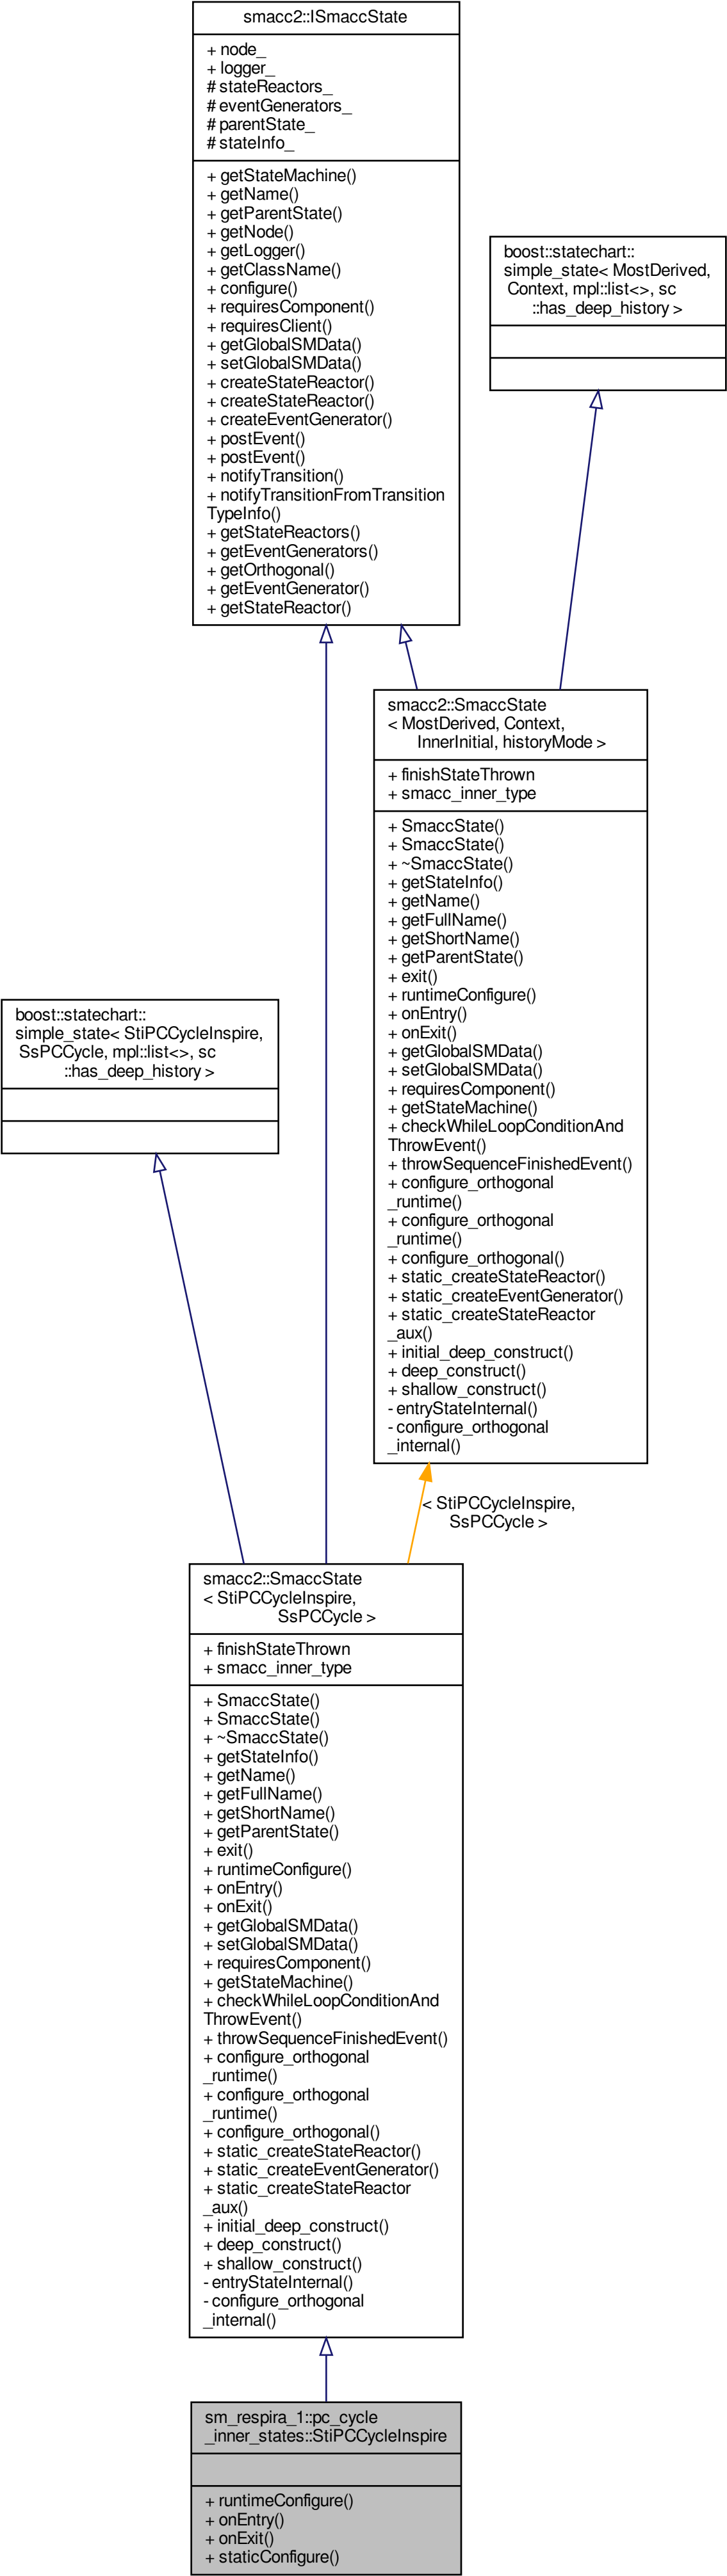 smacc2::ISmaccState
+ node_
+ logger_
# stateReactors_
# eventGenerators_
# parentState_
# stateInfo_
+ getStateMachine()
+ getName()
+ getParentState()
+ getNode()
+ getLogger()
+ getClassName()
+ configure()
+ requiresComponent()
+ requiresClient()
+ getGlobalSMData()
+ setGlobalSMData()
+ createStateReactor()
+ createStateReactor()
+ createEventGenerator()
+ postEvent()
+ postEvent()
+ notifyTransition()
+ notifyTransitionFromTransition
TypeInfo()
+ getStateReactors()
+ getEventGenerators()
+ getOrthogonal()
+ getEventGenerator()
+ getStateReactor()
boost::statechart::
simple_state< MostDerived,
Context, mpl::list<>, sc
::has_deep_history >
smacc2::SmaccState
< MostDerived, Context,
InnerInitial, historyMode >
+ finishStateThrown
+ smacc_inner_type
+ SmaccState()
+ SmaccState()
+ ~SmaccState()
+ getStateInfo()
+ getName()
+ getFullName()
+ getShortName()
+ getParentState()
+ exit()
+ runtimeConfigure()
+ onEntry()
+ onExit()
+ getGlobalSMData()
+ setGlobalSMData()
+ requiresComponent()
+ getStateMachine()
+ checkWhileLoopConditionAnd
ThrowEvent()
+ throwSequenceFinishedEvent()
+ configure_orthogonal
_runtime()
+ configure_orthogonal
_runtime()
+ configure_orthogonal()
+ static_createStateReactor()
+ static_createEventGenerator()
+ static_createStateReactor
_aux()
+ initial_deep_construct()
+ deep_construct()
+ shallow_construct()
- entryStateInternal()
- configure_orthogonal
_internal()
boost::statechart::
simple_state< StiPCCycleInspire,
SsPCCycle, mpl::list<>, sc
::has_deep_history >
< StiPCCycleInspire,
SsPCCycle >
smacc2::SmaccState
< StiPCCycleInspire,
SsPCCycle >
+ finishStateThrown
+ smacc_inner_type
+ SmaccState()
+ SmaccState()
+ ~SmaccState()
+ getStateInfo()
+ getName()
+ getFullName()
+ getShortName()
+ getParentState()
+ exit()
+ runtimeConfigure()
+ onEntry()
+ onExit()
+ getGlobalSMData()
+ setGlobalSMData()
+ requiresComponent()
+ getStateMachine()
+ checkWhileLoopConditionAnd
ThrowEvent()
+ throwSequenceFinishedEvent()
+ configure_orthogonal
_runtime()
+ configure_orthogonal
_runtime()
+ configure_orthogonal()
+ static_createStateReactor()
+ static_createEventGenerator()
+ static_createStateReactor
_aux()
+ initial_deep_construct()
+ deep_construct()
+ shallow_construct()
- entryStateInternal()
- configure_orthogonal
_internal()
sm_respira_1::pc_cycle
_inner_states::StiPCCycleInspire
+ runtimeConfigure()
+ onEntry()
+ onExit()
+ staticConfigure()